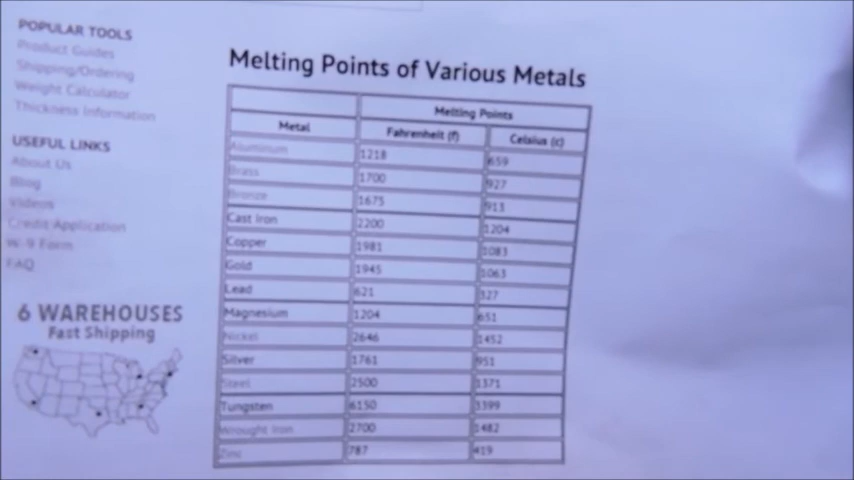 POPULAR TOOLS
Product Guides
Shipping/Ordering
Weight Calculator
Thickness Information
USEFUL LINKS
About Us
Blog
Videos
Credit Application
W-9 Form
FAQ
6 WAREHOUSES
Fast Shipping
Melting Points of Various Metals
Melting Points
Metal Fahrenheit (f) Celsius (c)
Aluminum 1218 659
Brass 1700 927
Bronze 1675 913
Cast Iron 2200 1204
Copper 1981 1083
Gold 1945 1063
Lead 621 327
Magnesium 1204 651
Nickel 2646 1452
Silver 1761 951
Steel 2500 1371
Tungsten 6150 3399
Wrought Iron 2700 1482
Zinc 787 419